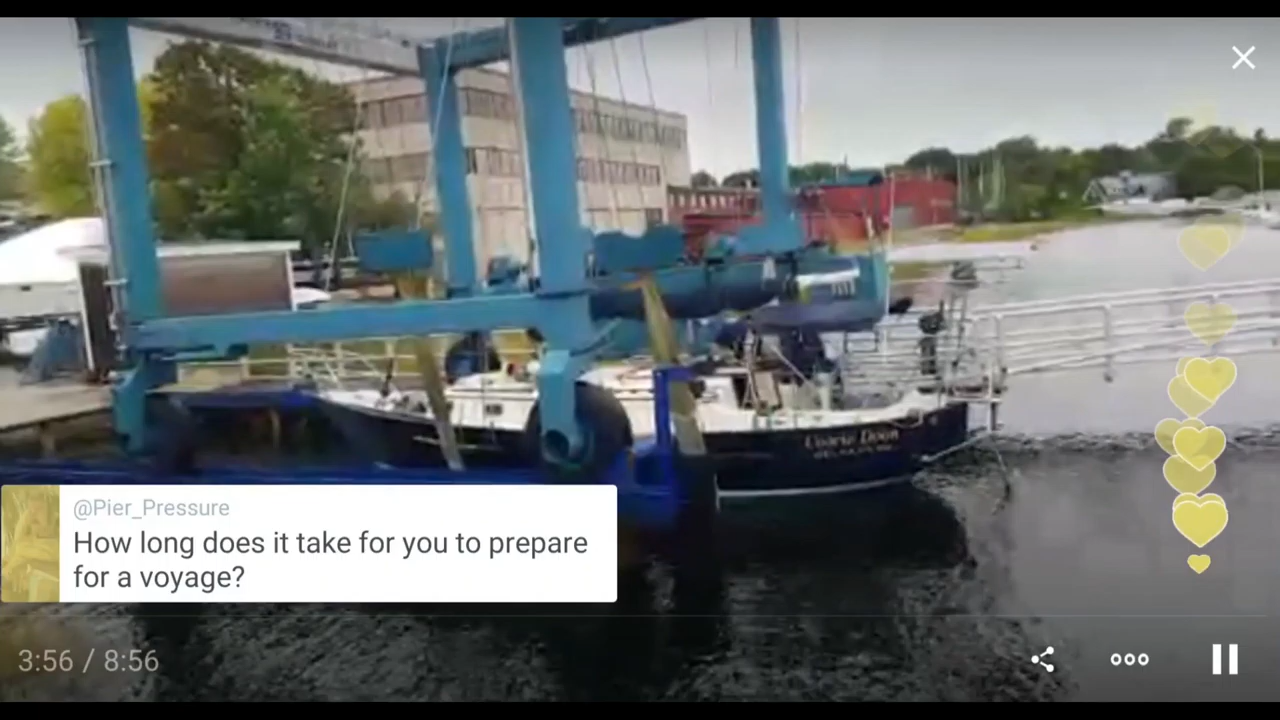 @Pier_Pressure
How long does it take for you to prepare
for a voyage?
3:56 / 8:56